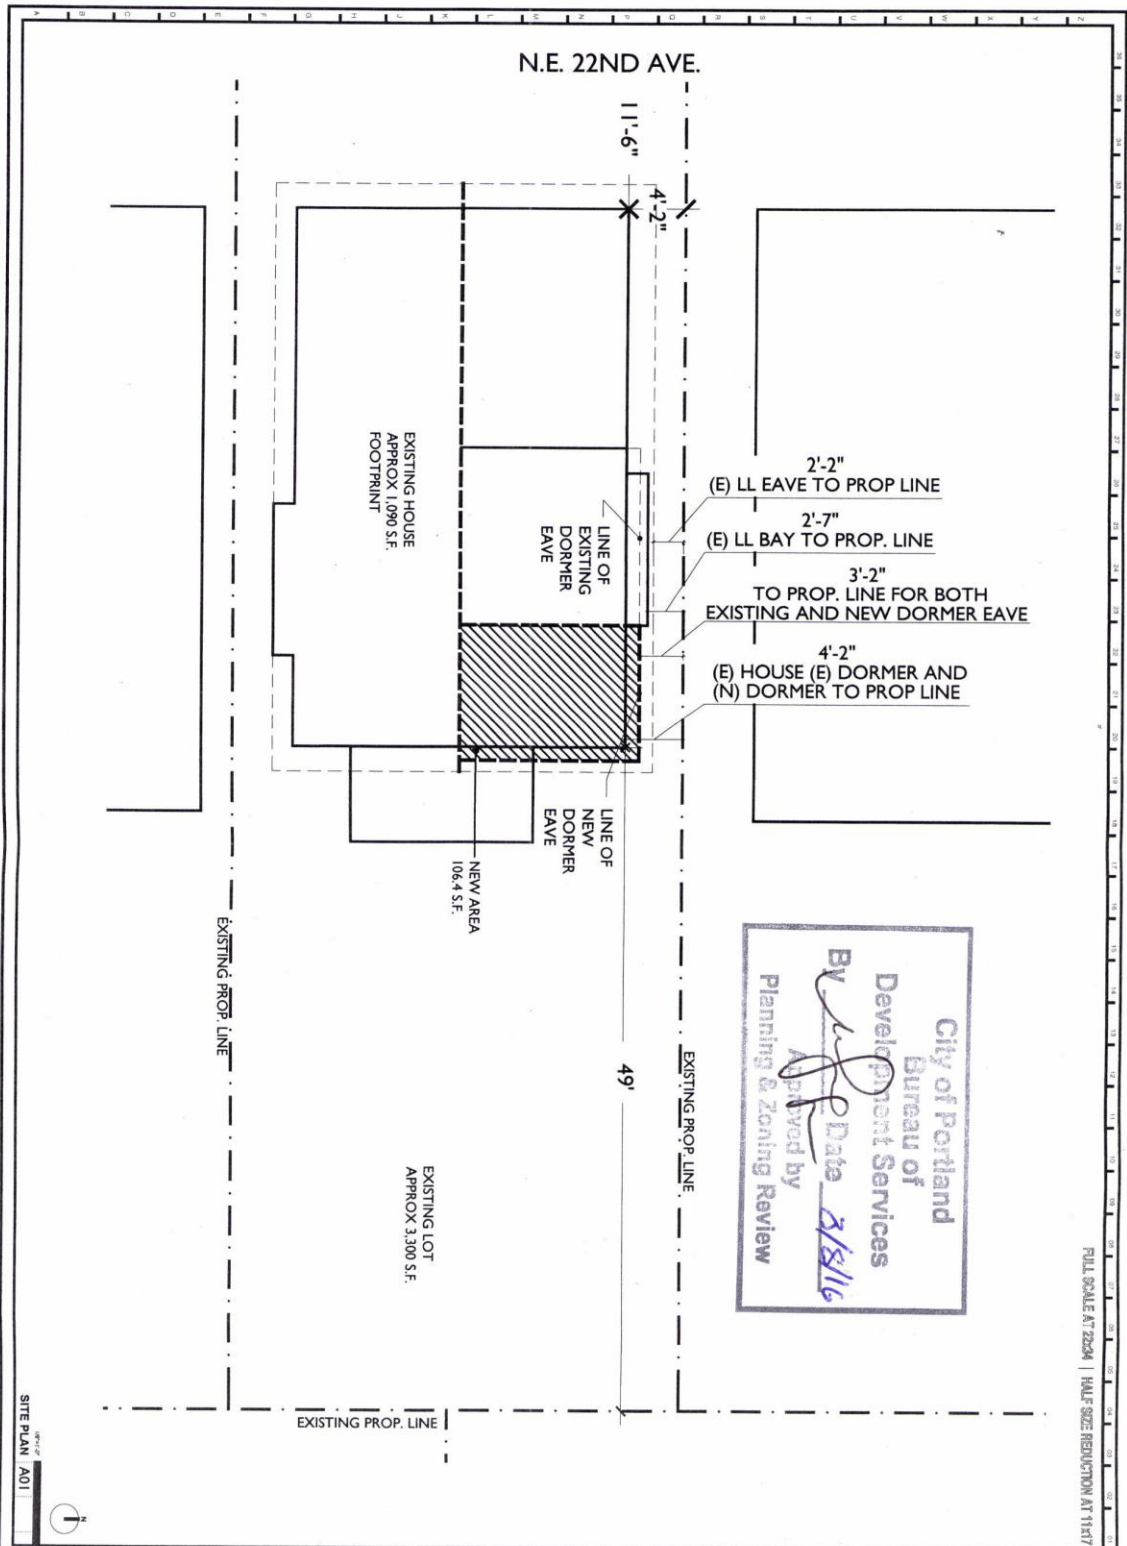 N.E. 22ND AVE.
11'-6"
4'-2"
2'-2"
(E) LL EAVE TO PROP LINE
2'-7"
(E) LL BAY TO PROP. LINE
3'-2"
TO PROP. LINE FOR BOTH
EXISTING AND NEW DORMER EAVE
4'-2"
(E) HOUSE (E) DORMER AND
(N) DORMER TO PROP LINE
EXISTING HOUSE
APPROX 1,090 S.F.
FOOTPRINT
LINE OF
EXISTING
DORMER
EAVE
LINE OF
NEW
DORMER
EAVE
NEW AREA
106.4 S.F.
EXISTING PROP. LINE
EXISTING PROP. LINE
49'
EXISTING LOT
APPROX 3,300 S.F.
EXISTING PROP. LINE
City of Portland
Bureau of
Development Services
By Date 3/8/16
Approved by
Planning & Zoning Review
FULL SCALE AT 22x34 | HALF SIZE REDUCTION AT 11x17
SITE PLAN A01
N